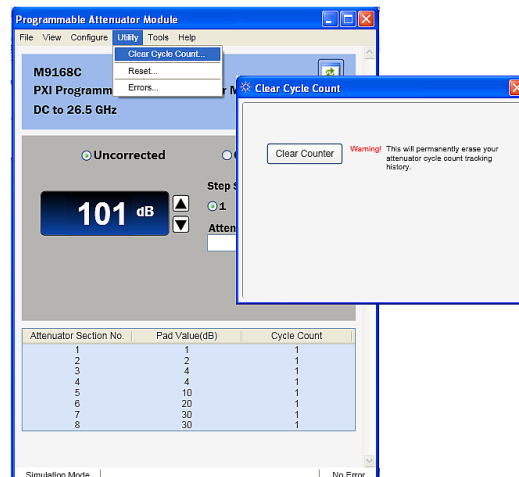 Programmable Attenuator Module
File View Configure Utility Tools Help
Clear Cycle Count...
Reset...
Errors...
M9168C
PXI Programm
DC to 26.5 GHz
Clear Cycle Count
Clear Counter
Warning! This will permanently erase your
attenuator cycle count tracking
history.
Uncorrected
Step S
101 dB
1
Atten
Attenuator Section No. Pad Value(dB) Cycle Count
1 1 1
2 2 1
3 4 1
4 4 1
5 10 1
6 20 1
7 30 1
8 30 1
Simulation Mode No Error